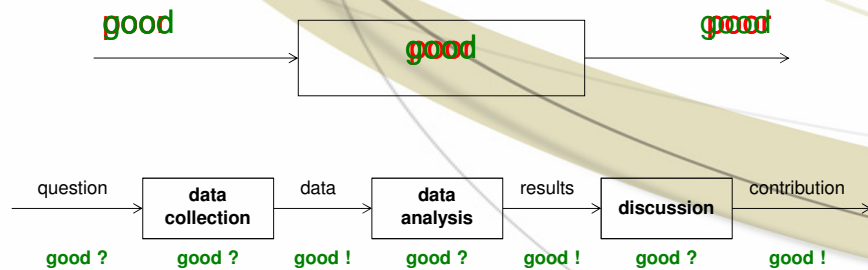 good
good
good
question
data
collection
data
data
analysis
results
discussion
contribution
good ?
good ?
good !
good ?
good !
good ?
good !